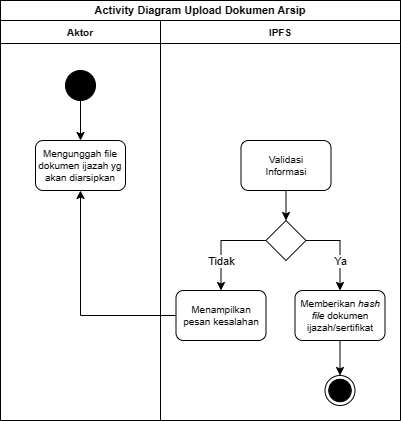 Activity Diagram Upload Dokumen Arsip
Aktor
IPFS
Mengunggah file
dokumen ijazah yg
akan diarsipkan
Validasi
Informasi
Tidak
Ya
Menampilkan
pesan kesalahan
Memberikan hash
file dokumen
ijazah/sertifikat